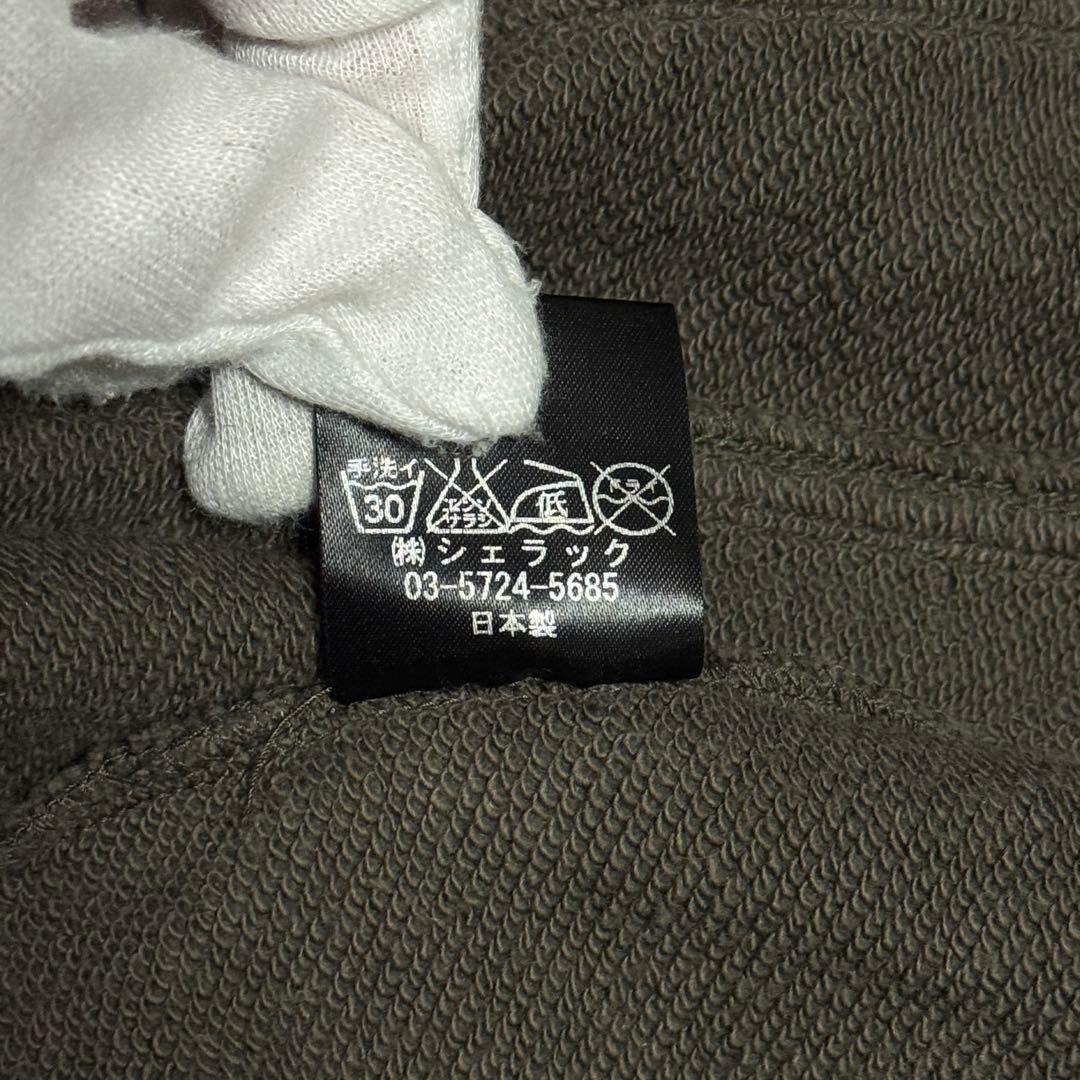 手洗イ
30
エンソ
サラシ
低
ドライ
㈱シェラック
03-5724-5685
日本製